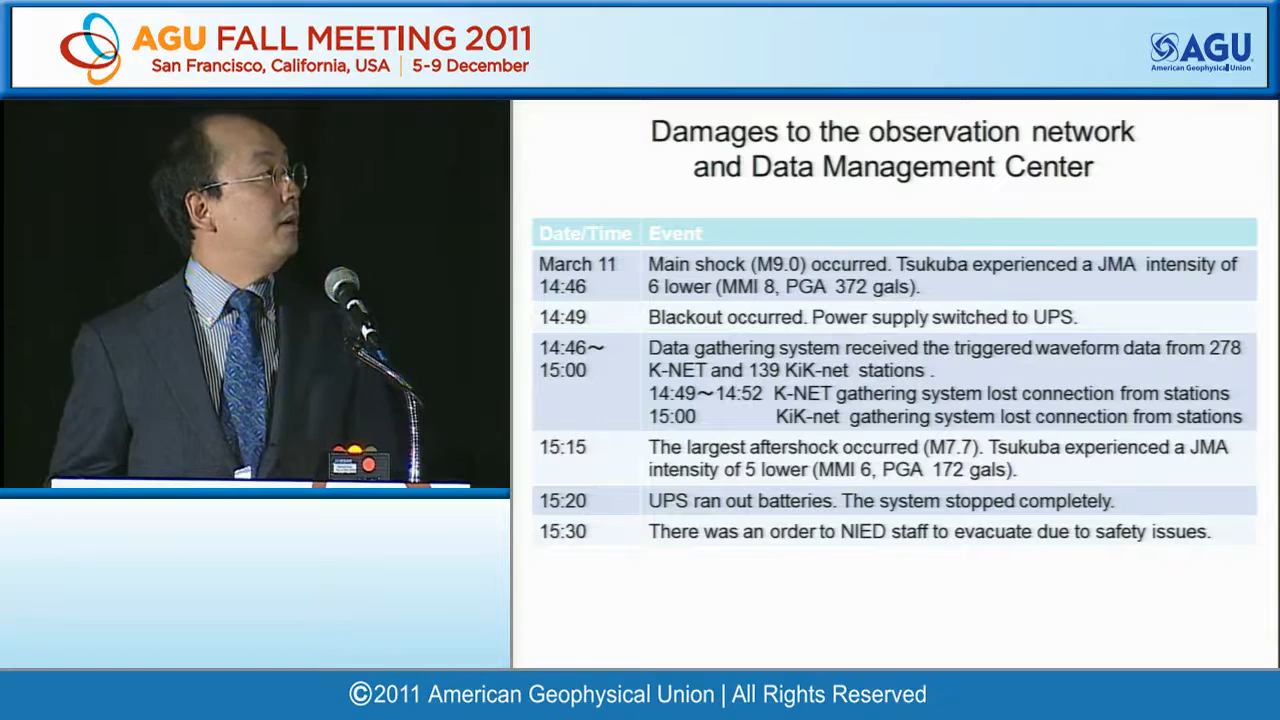 AGU FALL MEETING 2011
San Francisco, California, USA | 5-9 December
AGU
American Geophysical Union
Damages to the observation network
and Data Management Center
Date/Time Event
March 11 Main shock (M9.0) occurred. Tsukuba experienced a JMA intensity of
14:46 6 lower (MMI 8, PGA 372 gals).
14:49 Blackout occurred. Power supply switched to UPS.
14:46～ Data gathering system received the triggered waveform data from 278
15:00 K-NET and 139 KiK-net stations .
14:49～14:52 K-NET gathering system lost connection from stations
15:00 KiK-net gathering system lost connection from stations
15:15 The largest aftershock occurred (M7.7). Tsukuba experienced a JMA
intensity of 5 lower (MMI 6, PGA 172 gals).
15:20 UPS ran out batteries. The system stopped completely.
15:30 There was an order to NIED staff to evacuate due to safety issues.
©2011 American Geophysical Union | All Rights Reserved